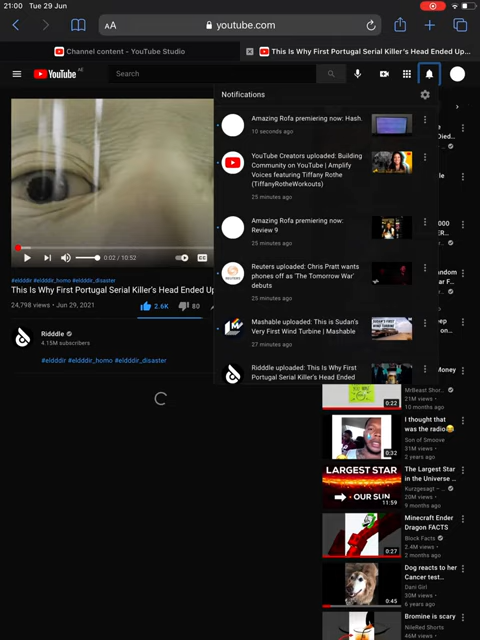 21:00 Tue 29 Jun
AA
youtube.com
Channel content - YouTube Studio
This Is Why First Portugal Serial Killer's Head Ended Up...
YouTube
AZ
Search
Notifications
Amazing Rofa premiering now: Hash.
10 seconds ago
YouTube Creators uploaded: Building
Community on YouTube | Amplify
Voices featuring Tiffany Rothe
(TiffanyRotheWorkouts)
25 minutes ago
Amazing Rofa premiering now:
Review 9
25 minutes ago
REUTERS
Reuters uploaded: Chris Pratt wants
phones off as 'The Tomorrow War'
debuts
25 minutes ago
Mashable uploaded: This is Sudan's
Very First Wind Turbine | Mashable
27 minutes ago
Riddle uploaded: This Is Why First
Portugal Serial Killer's Head Ended
0:02 / 10:52
#eldddir #elddddir_homo #elddddir_disaster
This Is Why First Portugal Serial Killer's Head Ended Up
24,798 views • Jun 29, 2021
2.6K
80
Riddle
4.15M subscribers
#elddddir #elddddir_homo #elddddir_disaster
Money
MrBeast Shor...
21M views •
10 months ago
0:22
I thought that
was the radio😂
Son of Smoove
31M views •
2 years ago
0:32
LARGEST STAR
OUR SUN
11:59
The Largest Star
in the Universe ...
Kurzgesagt – ...
20M views •
9 months ago
Minecraft Ender
Dragon FACTS
Block Facts
2.4M views •
2 months ago
0:27
Dog reacts to her
Cancer test...
Dani Girl
30M views •
6 years ago
0:45
Bromine is scary
NileRed Shorts
46M views •